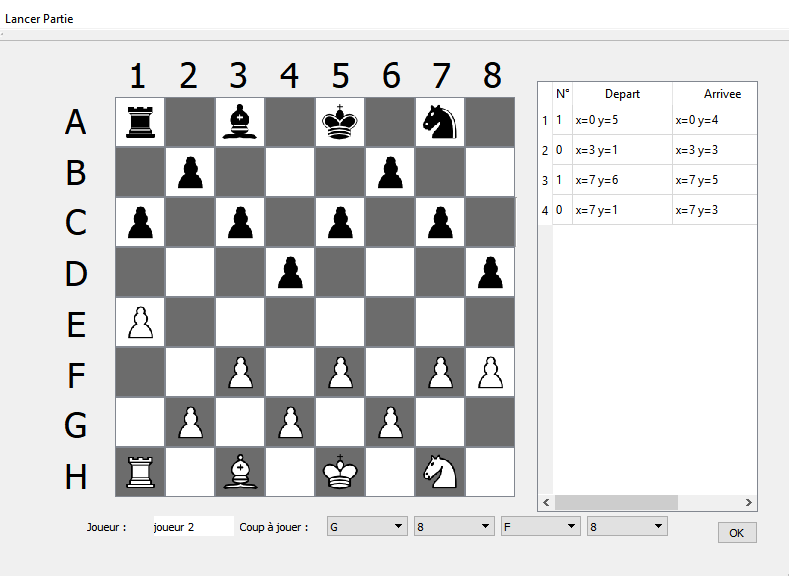 Lancer Partie
1 2 3 4 5 6 7 8
A
B
C
D
E
F
G
H
N° Depart Arrivee
1 1 x=0 y=5 x=0 y=4
2 0 x=3 y=1 x=3 y=3
3 1 x=7 y=6 x=7 y=5
4 0 x=7 y=1 x=7 y=3
Joueur : joueur 2 Coup à jouer : G 8 F 8 OK